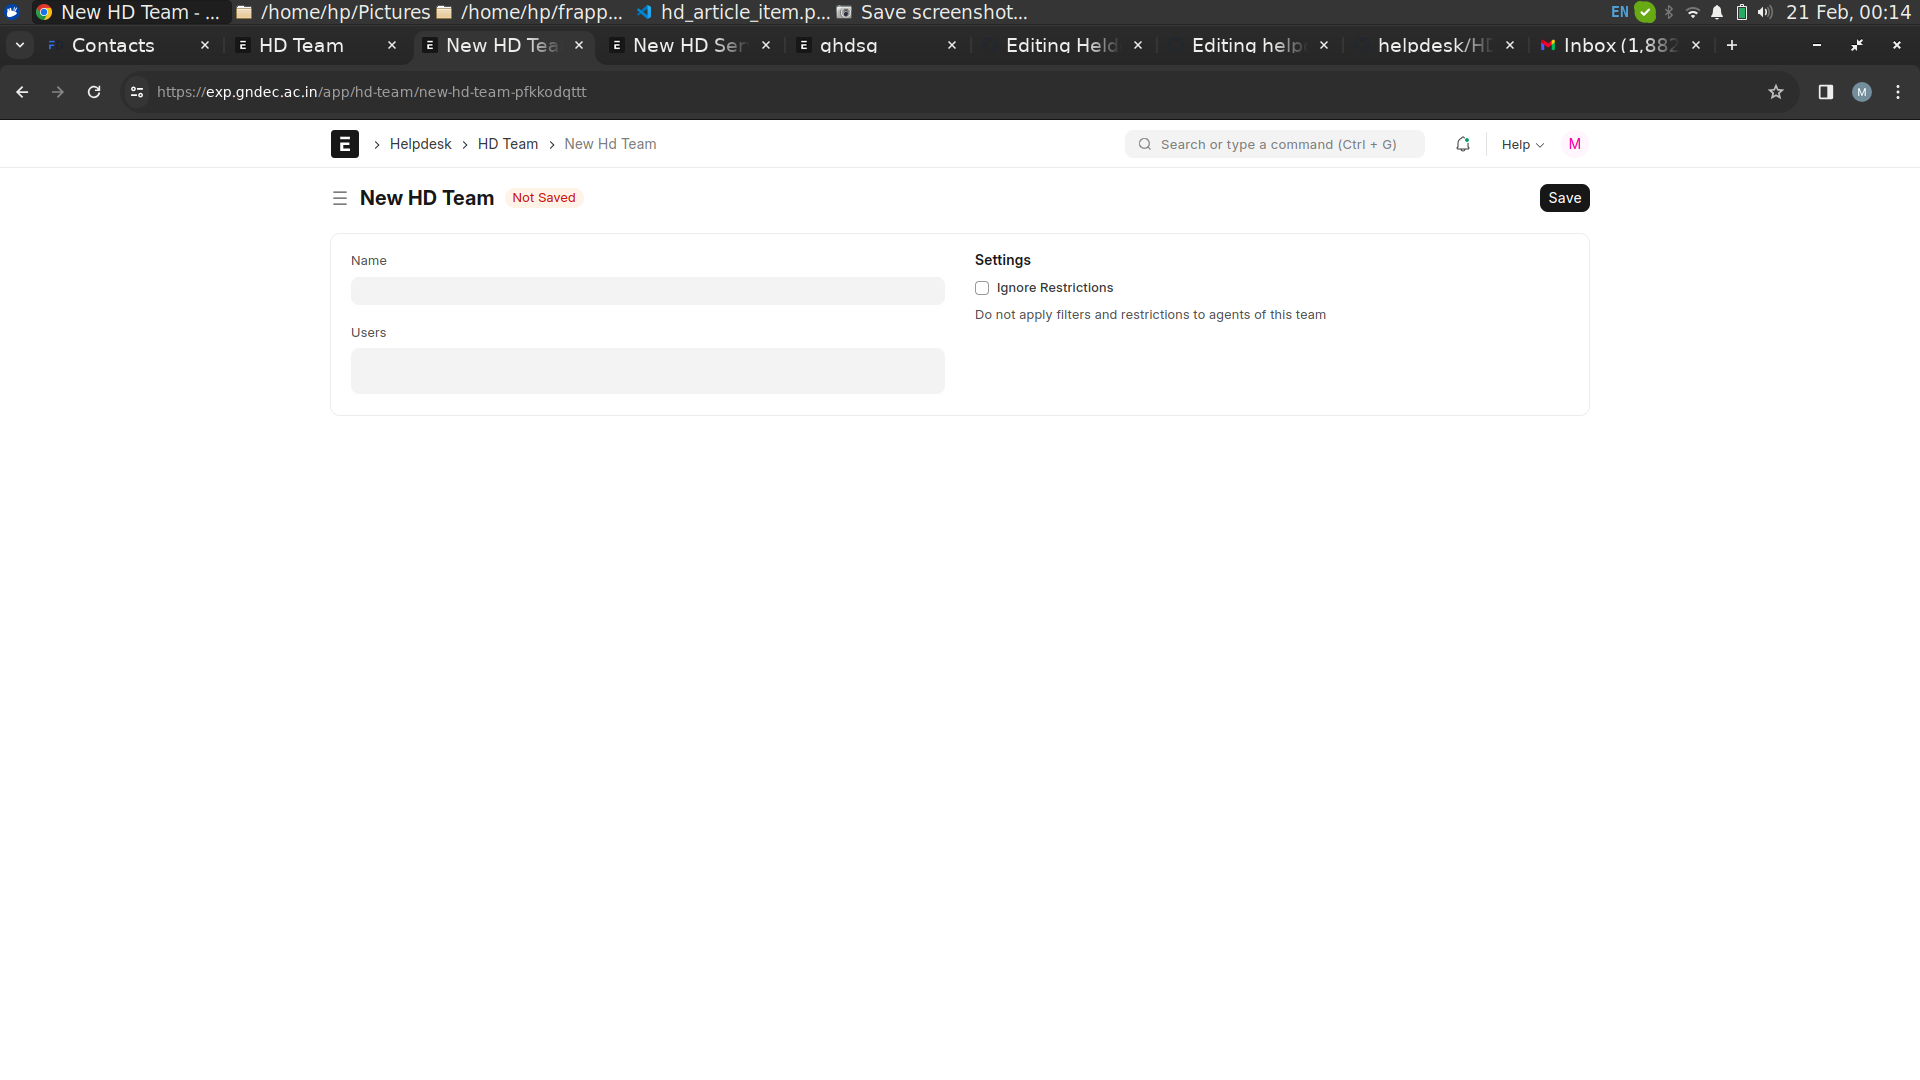 New HD Team - ... /home/hp/Pictures /home/hp/frapp... hd_article_item.p... Save screenshot... EN 21 Feb, 00:14
Contacts HD Team New HD Tea New HD Ser ghdsg Editing Held Editing help helpdesk/HD Inbox (1,882
https://exp.gndec.ac.in/app/hd-team/new-hd-team-pfkkodqttt M
E Helpdesk HD Team New Hd Team Search or type a command (Ctrl + G) Help M
New HD Team Not Saved Save
Name
Users
Settings
Ignore Restrictions
Do not apply filters and restrictions to agents of this team